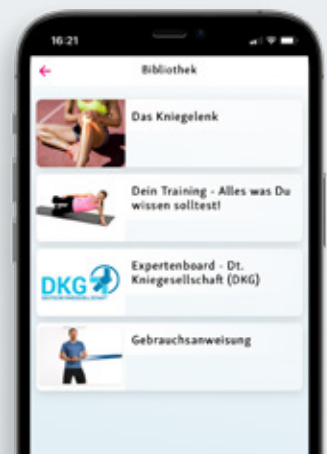 16:21
Bibliothek
Das Kniegelenk
Dein Training - Alles was Du
wissen solltest!
DKG
Expertenboard - Dt.
Kniegesellschaft (DKG)
Gebrauchsanweisung